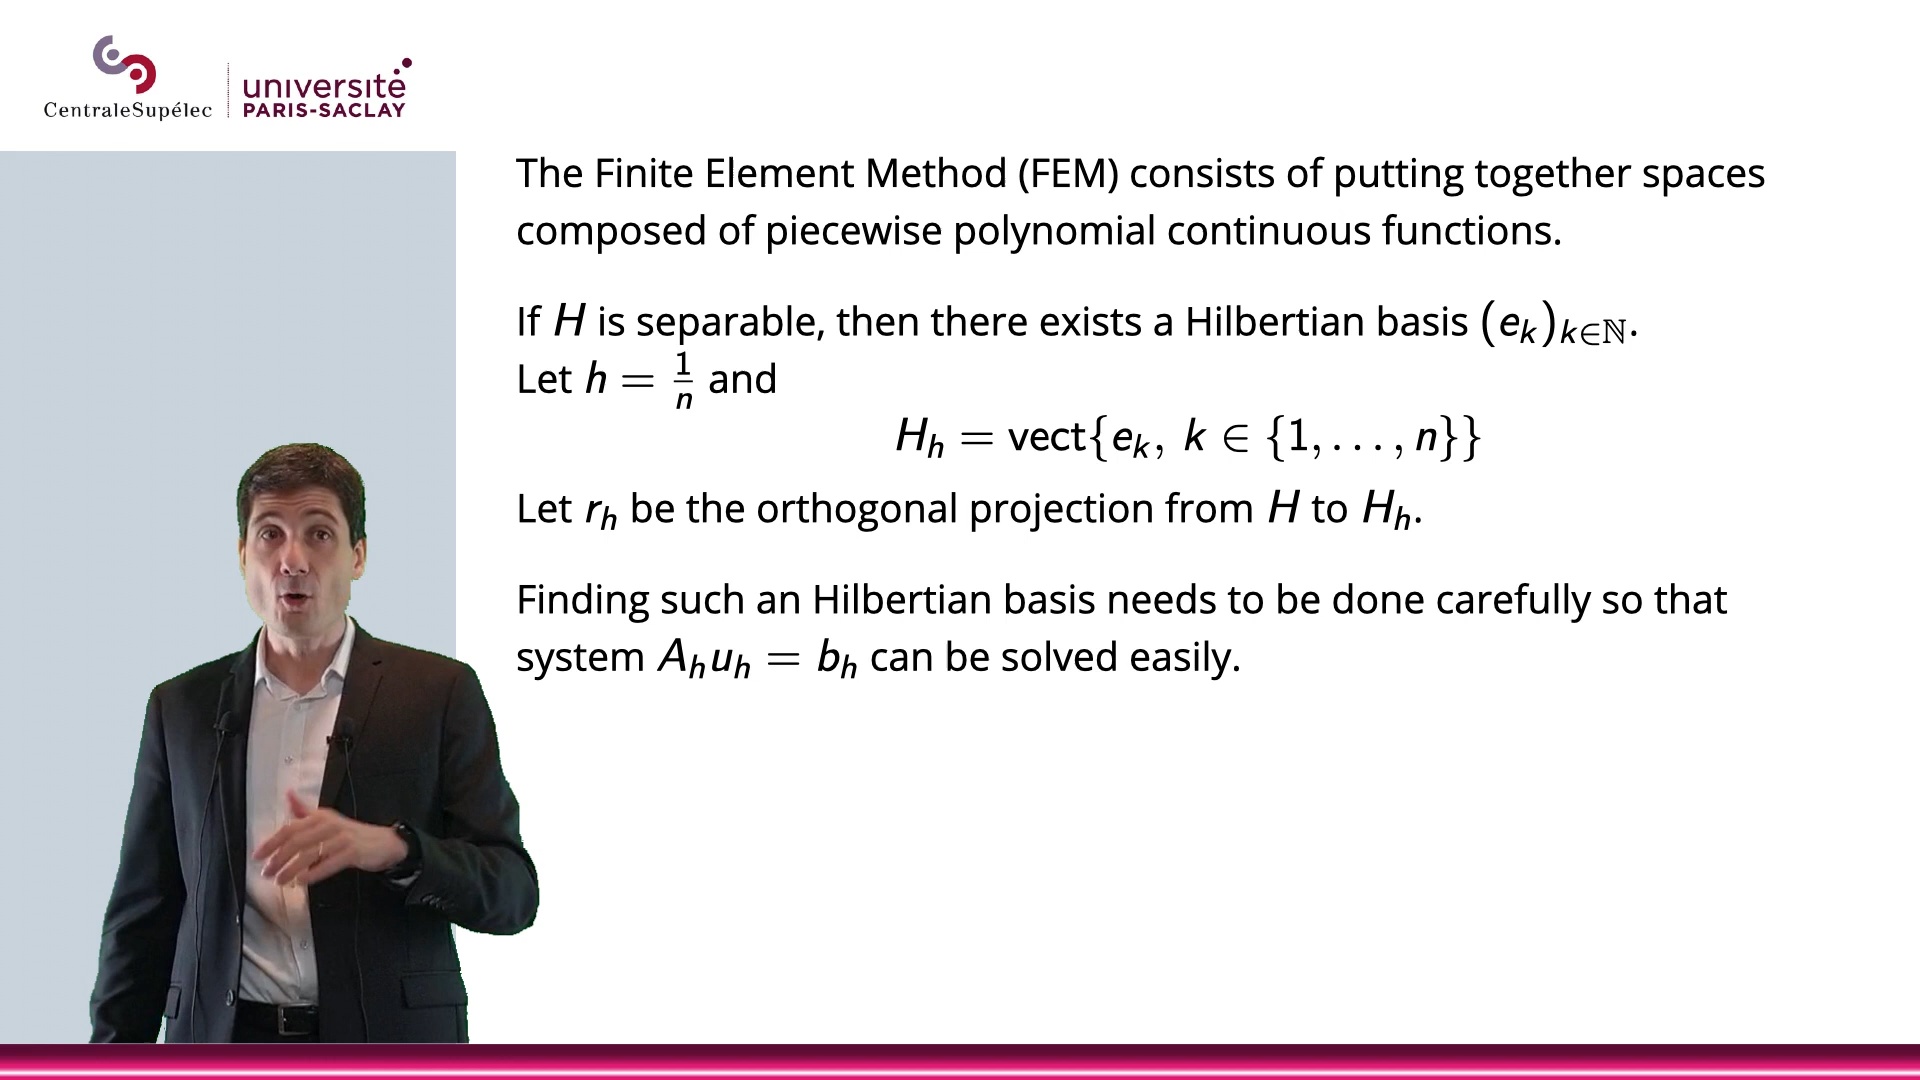 CentraleSupélec
université
PARIS-SACLAY
The Finite Element Method (FEM) consists of putting together spaces
composed of piecewise polynomial continuous functions.
If H is separable, then there exists a Hilbertian basis (eₖ)ₖ∈ℕ.
Let h = 1/n and
H_h = vect{e_k, k ∈ {1, . . . , n}}
Let r_h be the orthogonal projection from H to H_h.
Finding such an Hilbertian basis needs to be done carefully so that
system A_h u_h = b_h can be solved easily.